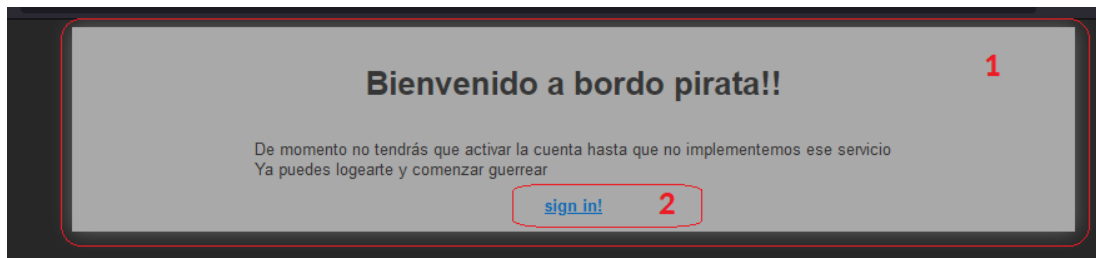 1
Bienvenido a bordo pirata!!
De momento no tendrás que activar la cuenta hasta que no implementemos ese servicio
Ya puedes logearte y comenzar guerrear
sign in! 2